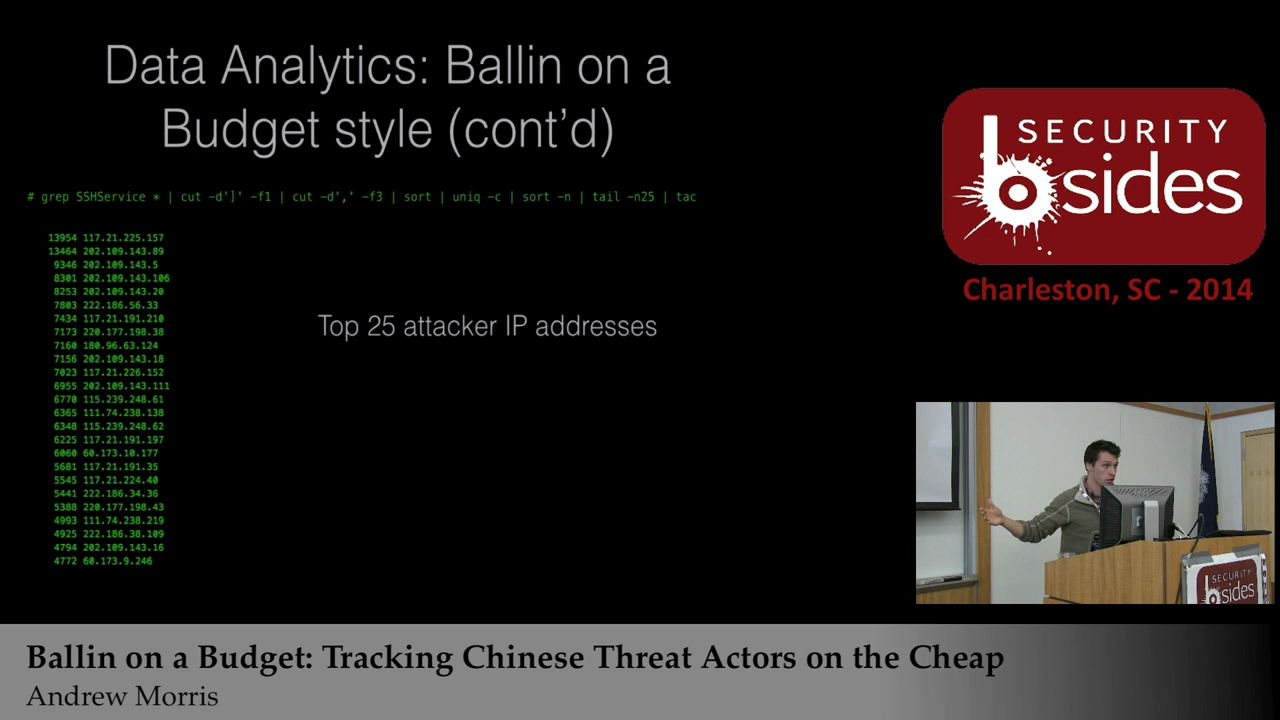 Data Analytics: Ballin on a
Budget style (cont'd)
# grep SSHService * | cut -d']' -f1 | cut -d',' -f3 | sort | uniq -c | sort -n | tail -n25 | tac
13954 117.21.225.157
13464 202.109.143.89
9346 202.109.143.5
8301 202.109.143.106
8253 202.109.143.20
7803 222.186.56.33
7434 117.21.191.210
7173 220.177.198.38
7160 180.96.63.124
7156 202.109.143.18
7023 117.21.226.152
6955 202.109.143.111
6770 115.239.248.61
6365 111.74.238.138
6348 115.239.248.62
6225 117.21.191.197
6060 60.173.10.177
5681 117.21.191.35
5545 117.21.224.40
5441 222.186.34.36
5388 220.177.198.43
4993 111.74.238.219
4925 222.186.38.109
4794 202.109.143.16
4772 60.173.9.246
Top 25 attacker IP addresses
SECURITY
bsides
Charleston, SC - 2014
SECURITY
bsides
Ballin on a Budget: Tracking Chinese Threat Actors on the Cheap
Andrew Morris